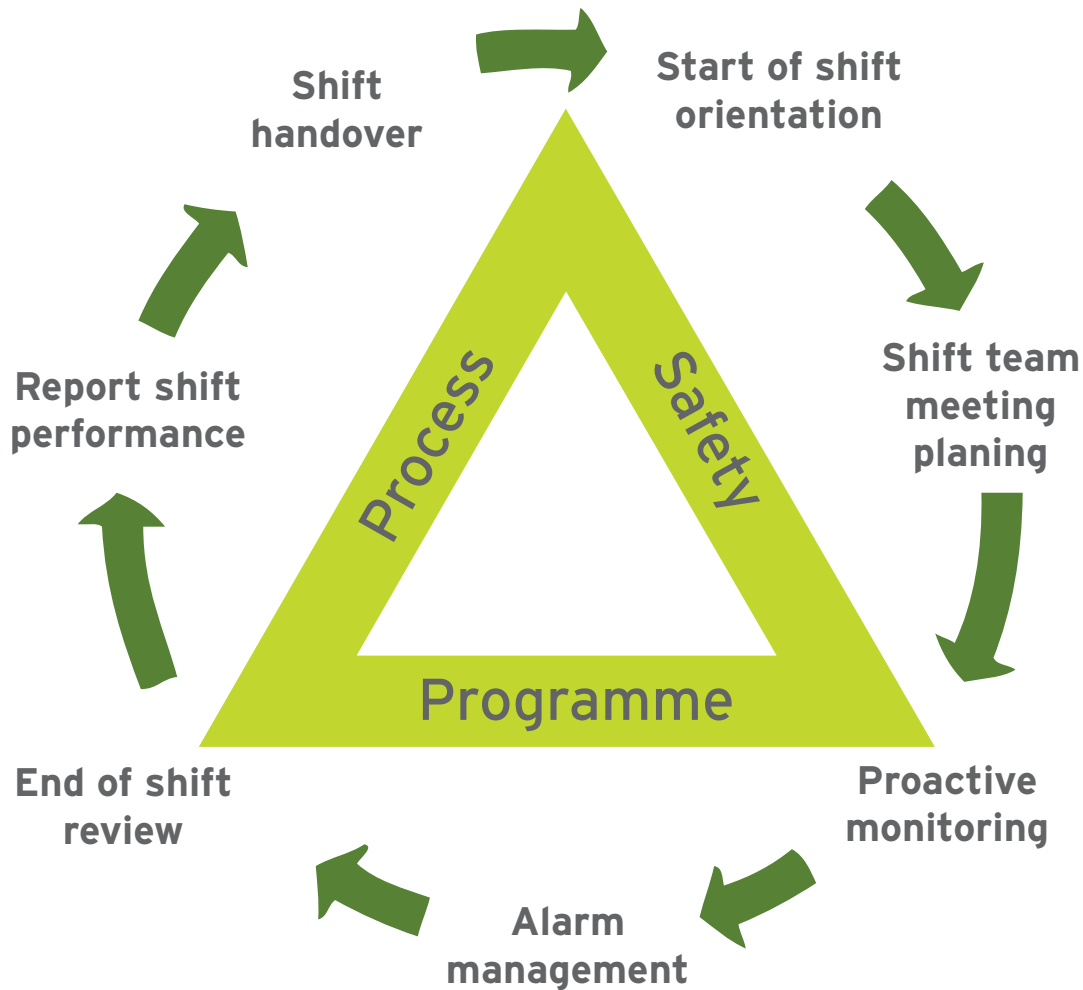 Shift
handover
Start of shift
orientation
Shift team
meeting
planing
Proactive
monitoring
Alarm
management
End of shift
review
Report shift
performance
Process
Safety
Programme